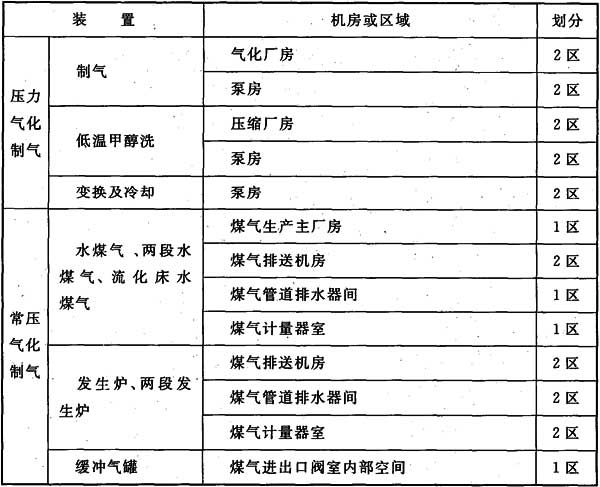 装 置 机房或区域 划分
压力气化制气 制气 气化厂房 2区
泵房 2区
低温甲醇洗 压缩厂房 2区
泵房 2区
变换及冷却 泵房 2区
常压气化制气 水煤气、两段水煤气、流化床水煤气 煤气生产主厂房 1区
煤气排送机房 2区
煤气管道排水器间 1区
煤气计量器室 1区
发生炉、两段发生炉 煤气排送机房 2区
煤气管道排水器间 2区
煤气计量器室 2区
缓冲气罐 煤气进出口阀室内部空间 1区